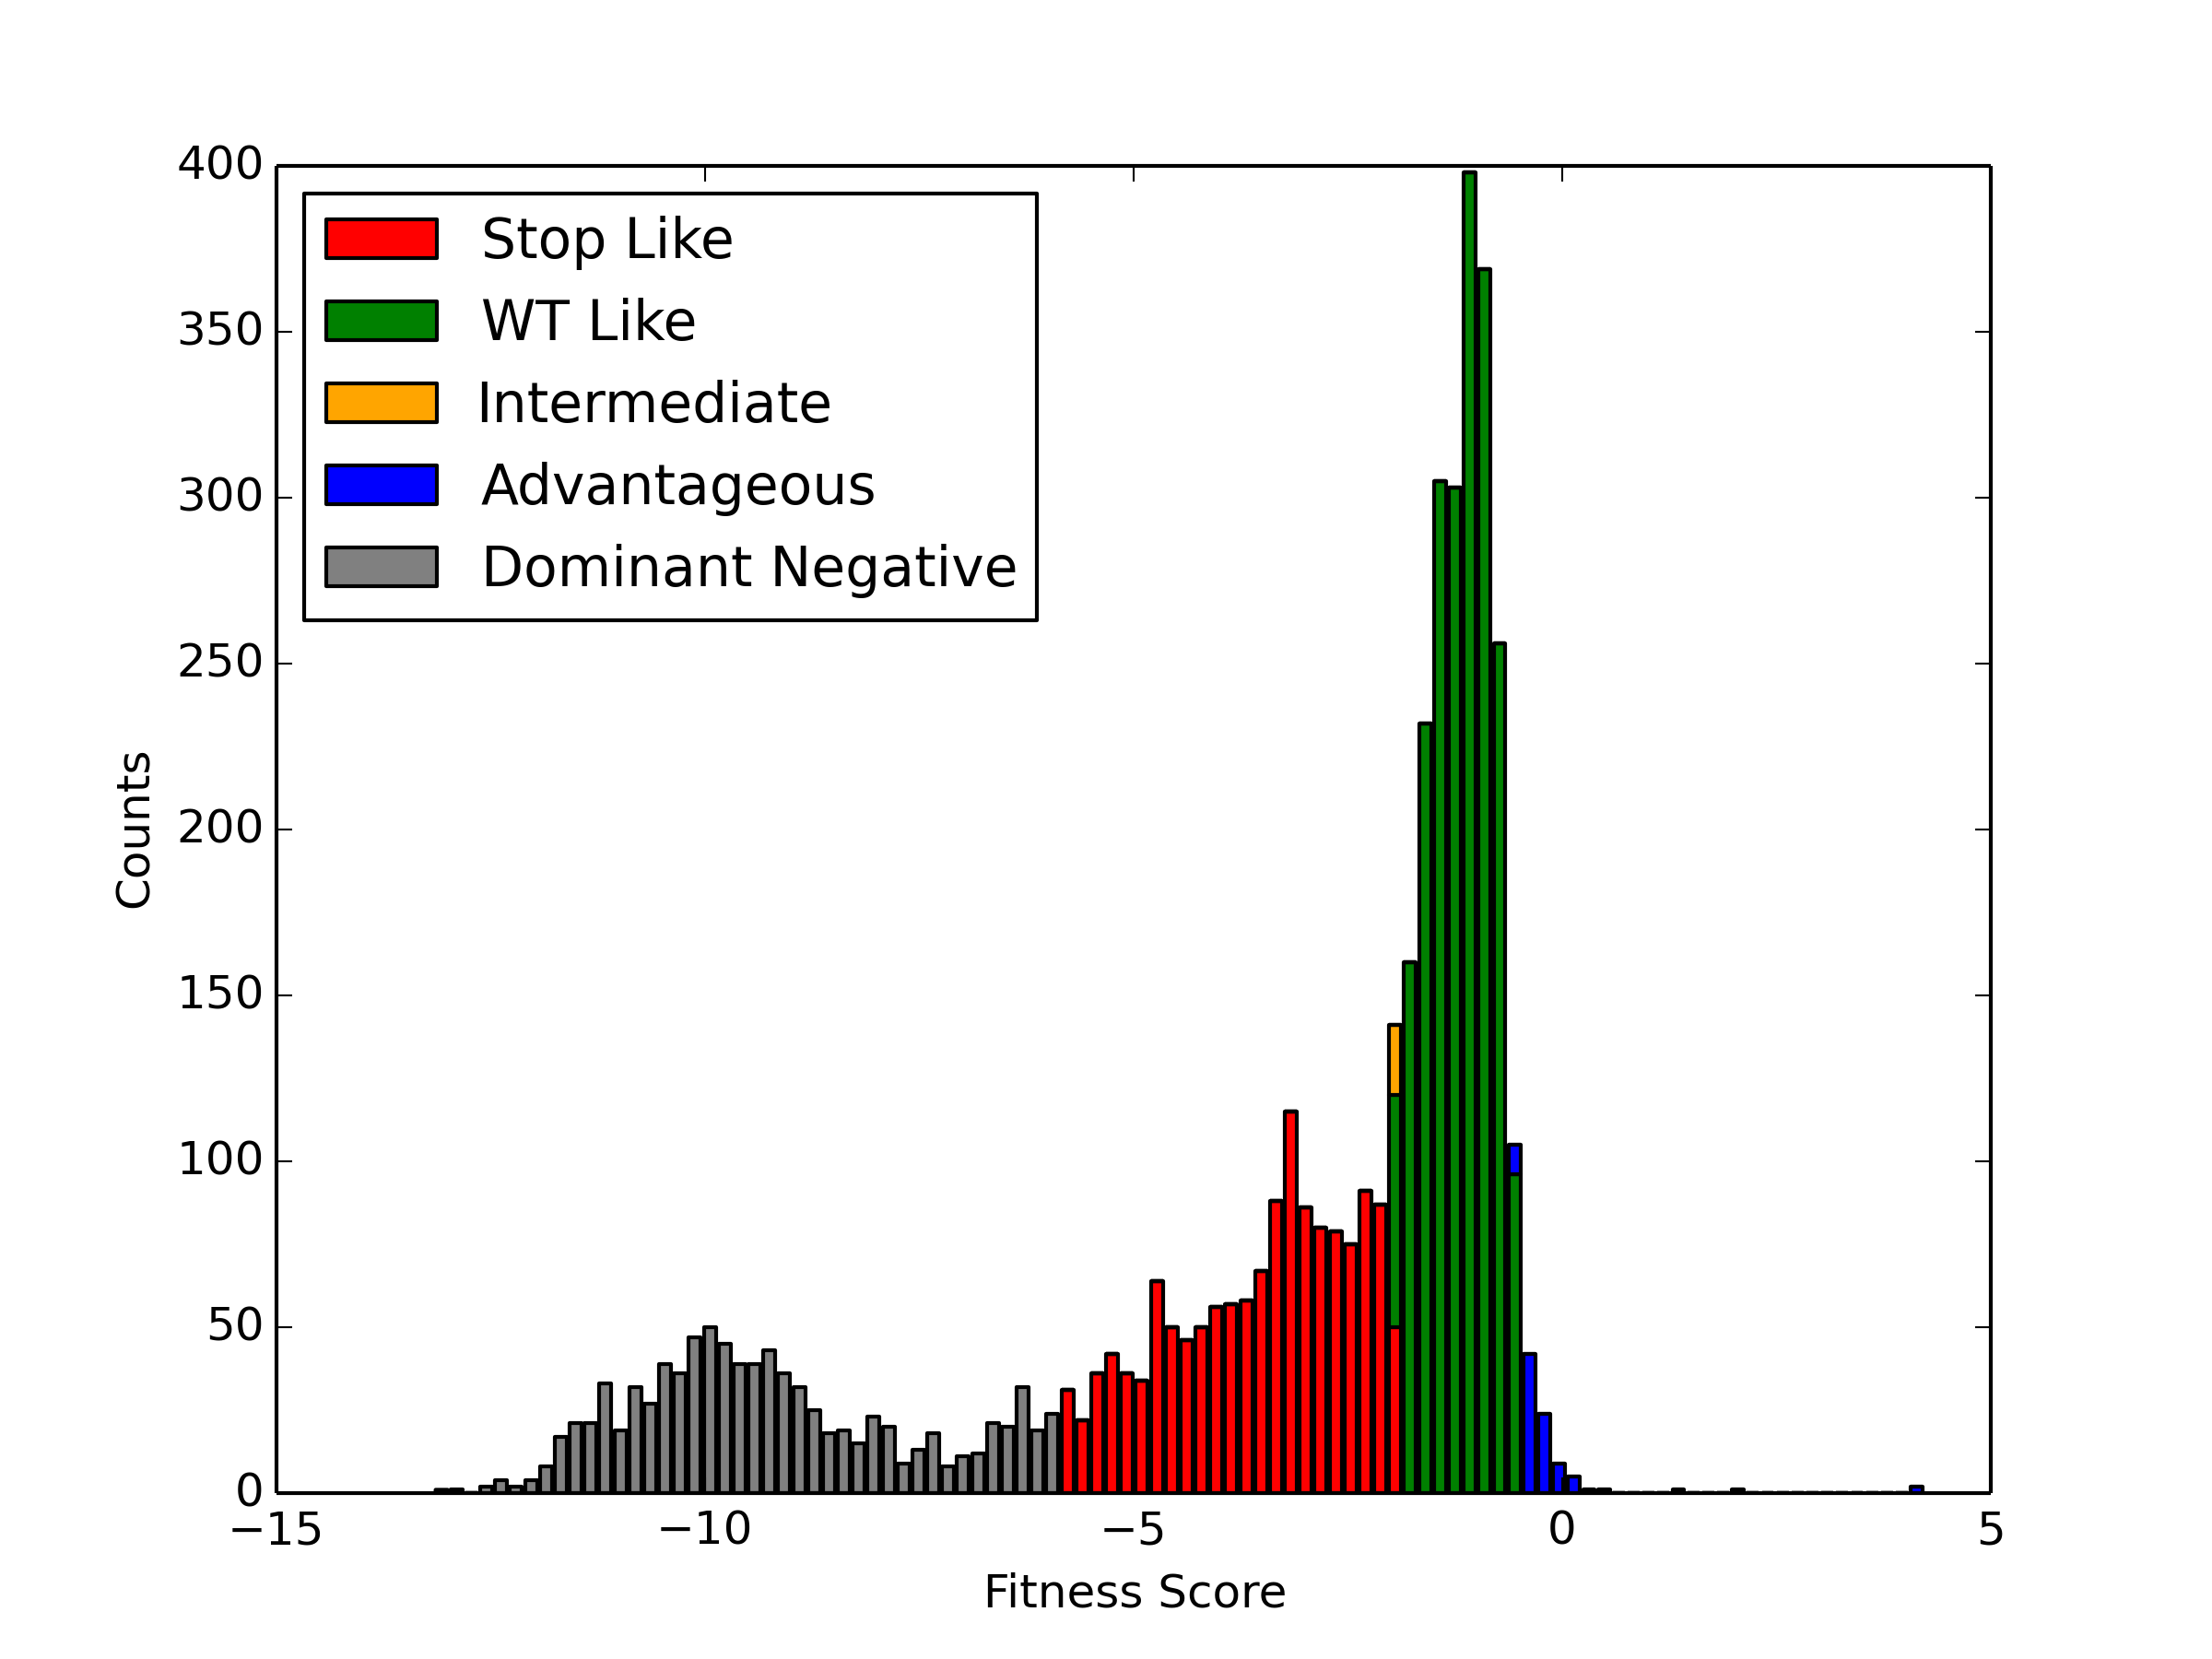 400
350
300
250
200
150
100
50
0
Counts
Stop Like
WT Like
Intermediate
Advantageous
Dominant Negative
−15 −10 −5 0 5
Fitness Score